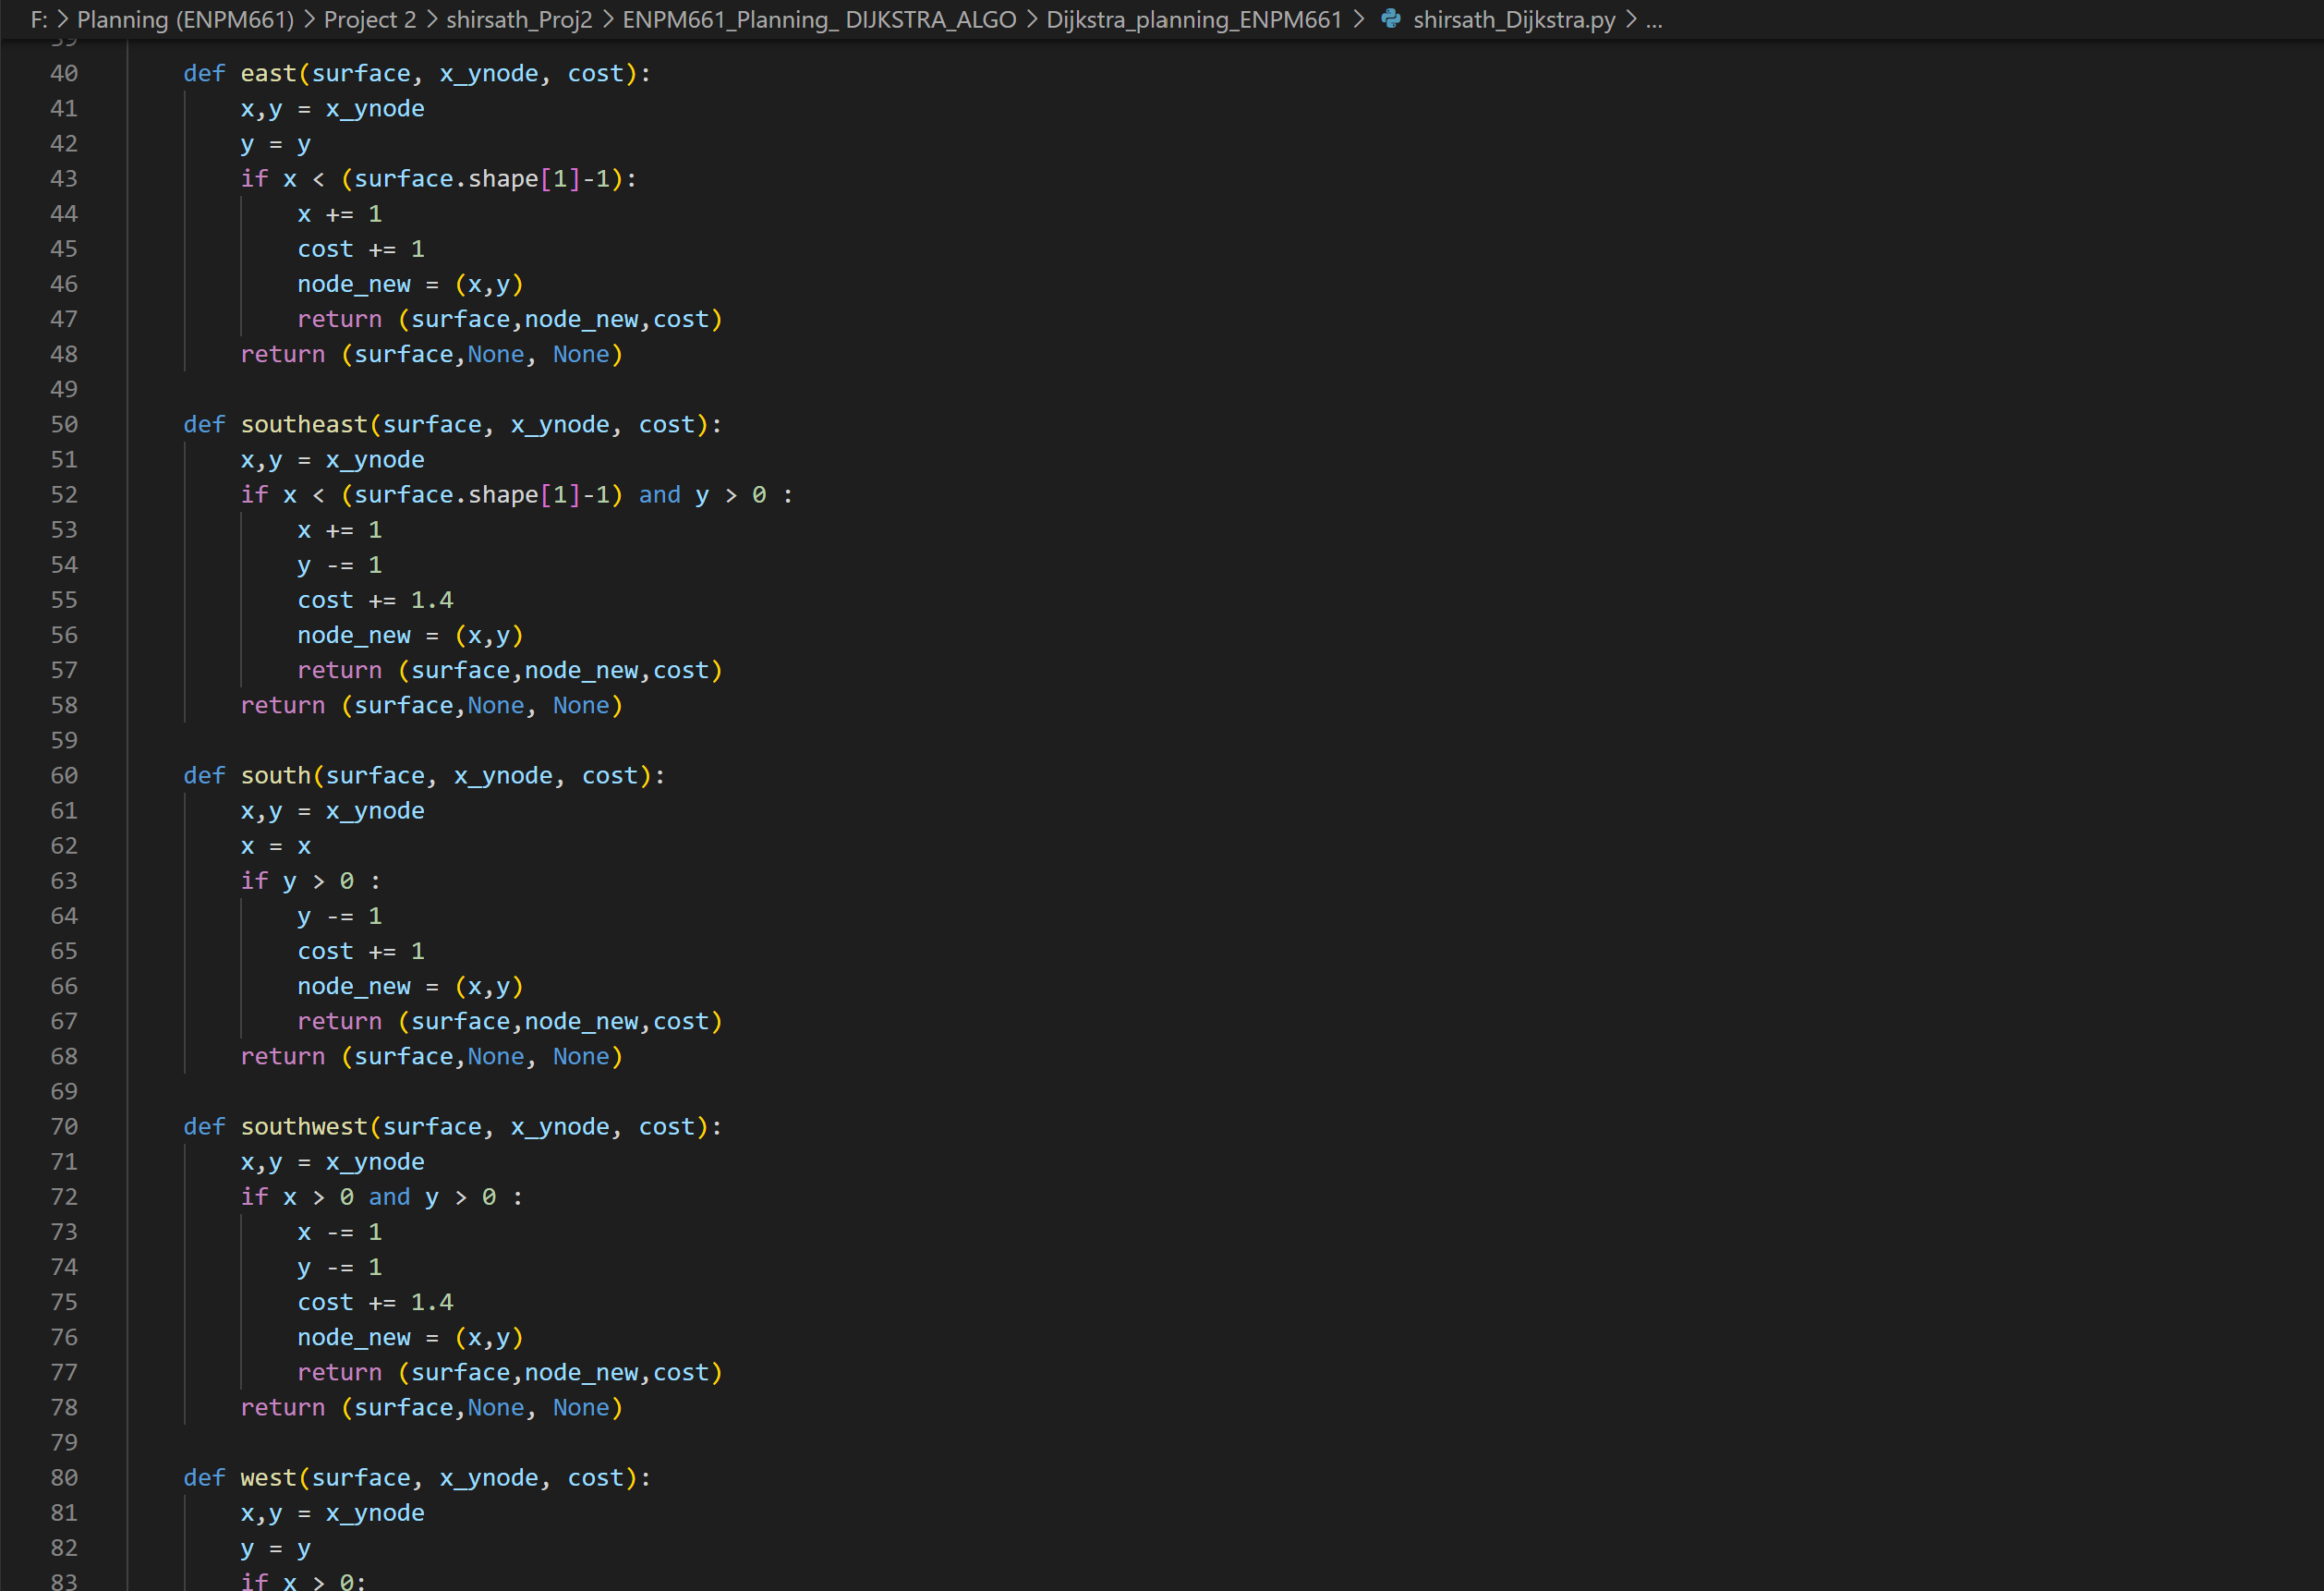 F: > Planning (ENPM661) > Project 2 > shirsath_Proj2 > ENPM661_Planning_ DIJKSTRA_ALGO > Dijkstra_planning_ENPM661 > shirsath_Dijkstra.py > ...
39
40 def east(surface, x_ynode, cost):
41 x,y = x_ynode
42 y = y
43 if x < (surface.shape[1]-1):
44 x += 1
45 cost += 1
46 node_new = (x,y)
47 return (surface,node_new,cost)
48 return (surface,None, None)
49
50 def southeast(surface, x_ynode, cost):
51 x,y = x_ynode
52 if x < (surface.shape[1]-1) and y > 0 :
53 x += 1
54 y -= 1
55 cost += 1.4
56 node_new = (x,y)
57 return (surface,node_new,cost)
58 return (surface,None, None)
59
60 def south(surface, x_ynode, cost):
61 x,y = x_ynode
62 x = x
63 if y > 0 :
64 y -= 1
65 cost += 1
66 node_new = (x,y)
67 return (surface,node_new,cost)
68 return (surface,None, None)
69
70 def southwest(surface, x_ynode, cost):
71 x,y = x_ynode
72 if x > 0 and y > 0 :
73 x -= 1
74 y -= 1
75 cost += 1.4
76 node_new = (x,y)
77 return (surface,node_new,cost)
78 return (surface,None, None)
79
80 def west(surface, x_ynode, cost):
81 x,y = x_ynode
82 y = y
83 if x > 0: